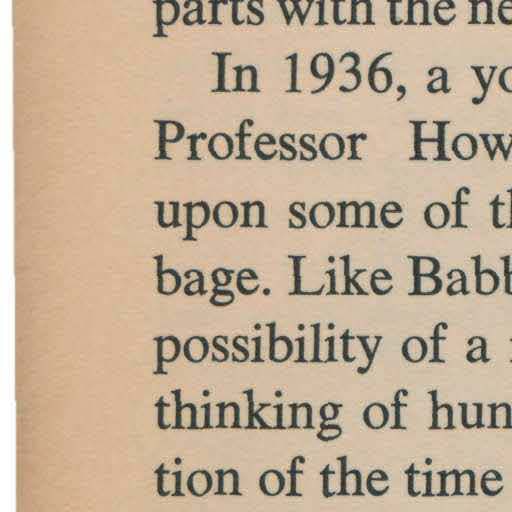 parts with the ne
In 1936, a yo
Professor How
upon some of th
bage. Like Babb
possibility of a
thinking of hun
tion of the time